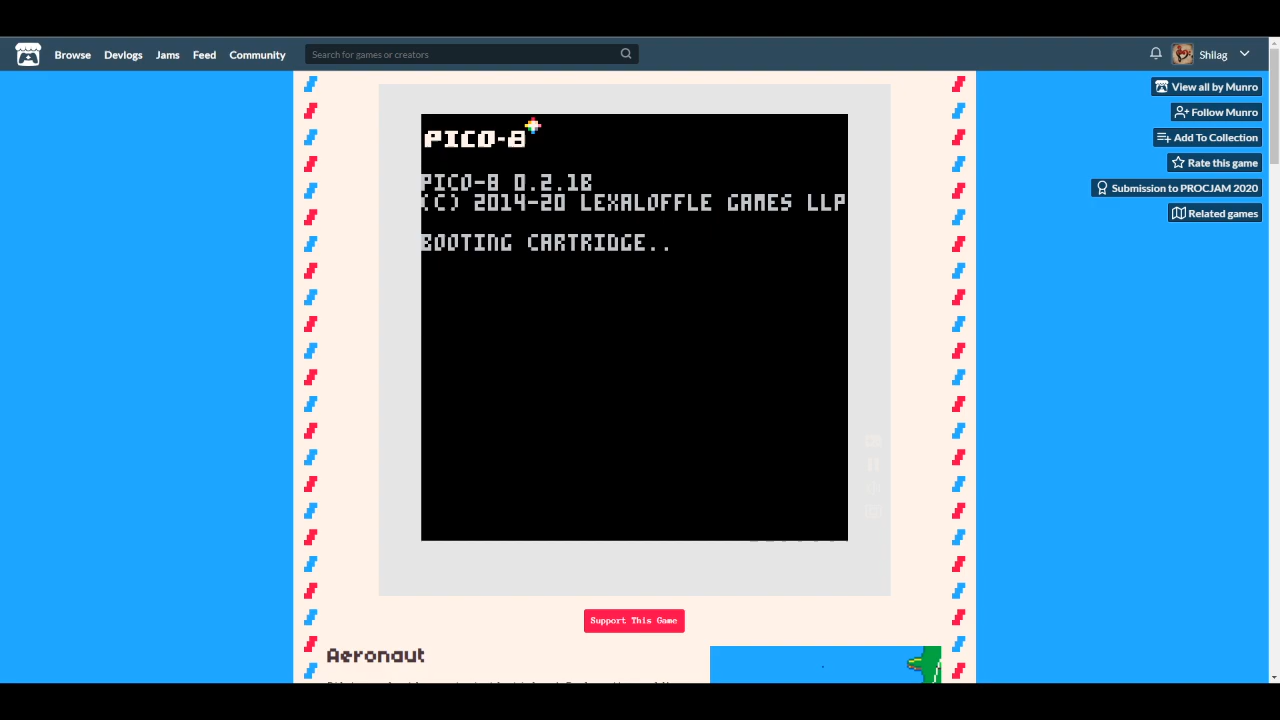 Browse Devlogs Jams Feed Community Search for games or creators Shilag
View all by Munro
Follow Munro
Add To Collection
Rate this game
Submission to PROCJAM 2020
Related games
PICO-8
PICO-8 0.2.1B
(C) 2014-20 LEXALOFFLE GAMES LLP
BOOTING CARTRIDGE..
Support This Game
Aeronaut